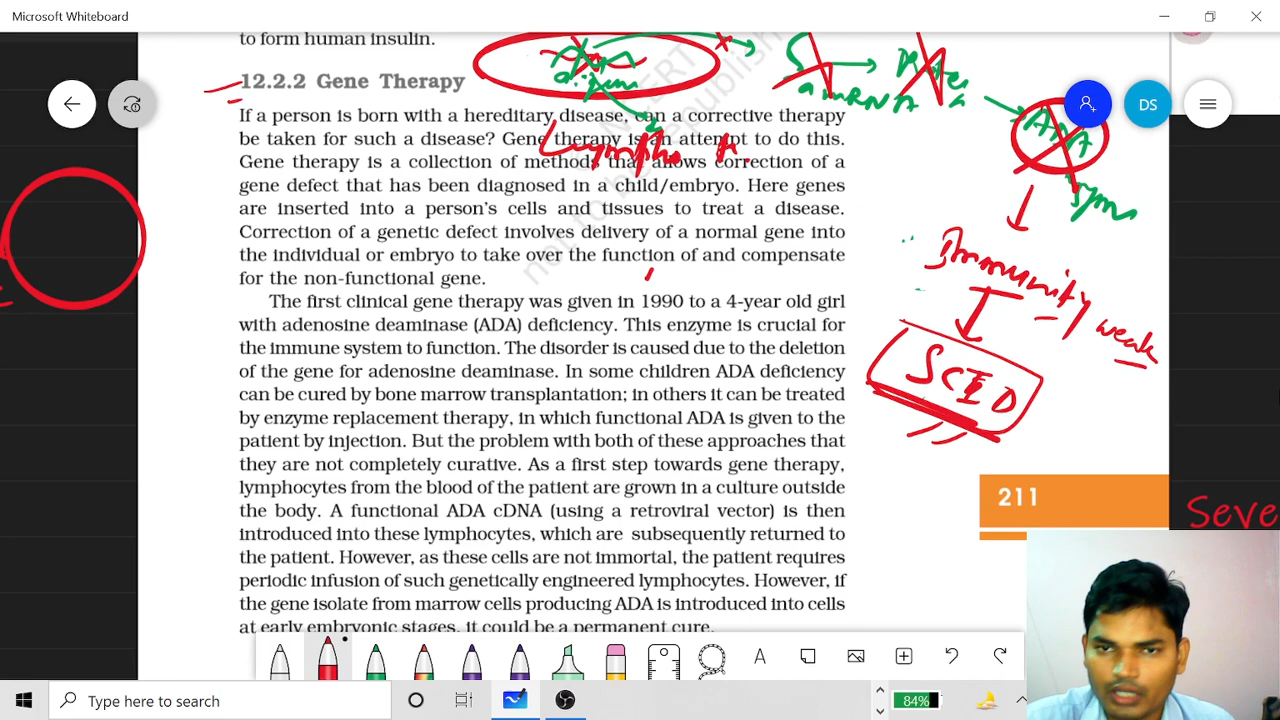 Microsoft Whiteboard
to form human insulin.
12.2.2 Gene Therapy
If a person is born with a hereditary disease, can a corrective therapy
be taken for such a disease? Gene therapy is an attempt to do this.
Gene therapy is a collection of methods that allows correction of a
gene defect that has been diagnosed in a child/embryo. Here genes
are inserted into a person's cells and tissues to treat a disease.
Correction of a genetic defect involves delivery of a normal gene into
the individual or embryo to take over the function of and compensate
for the non-functional gene.
The first clinical gene therapy was given in 1990 to a 4-year old girl
with adenosine deaminase (ADA) deficiency. This enzyme is crucial for
the immune system to function. The disorder is caused due to the deletion
of the gene for adenosine deaminase. In some children ADA deficiency
can be cured by bone marrow transplantation; in others it can be treated
by enzyme replacement therapy, in which functional ADA is given to the
patient by injection. But the problem with both of these approaches that
they are not completely curative. As a first step towards gene therapy,
lymphocytes from the blood of the patient are grown in a culture outside
the body. A functional ADA cDNA (using a retroviral vector) is then
introduced into these lymphocytes, which are subsequently returned to
the patient. However, as these cells are not immortal, the patient requires
periodic infusion of such genetically engineered lymphocytes. However, if
the gene isolate from marrow cells producing ADA is introduced into cells
at early embryonic stages, it could be a permanent cure.
Lympho
mRNA
ADA
Immunity weak
SCID
DS
211
Seve
A
Type here to search
84%